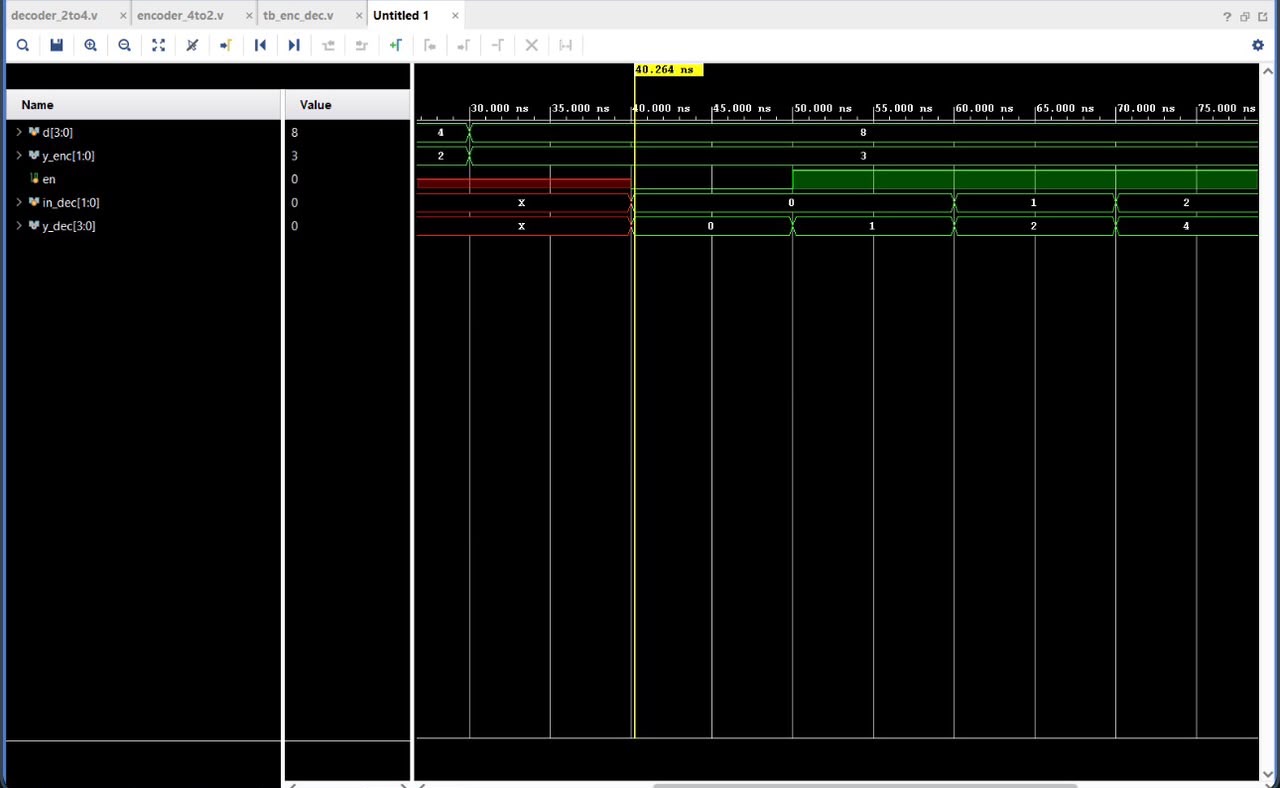 decoder_2to4.v × encoder_4to2.v × tb_enc_dec.v × Untitled 1 ×
40.264 ns
Name Value
30.000 ns 35.000 ns 40.000 ns 45.000 ns 50.000 ns 55.000 ns 60.000 ns 65.000 ns 70.000 ns 75.000 ns
d[3:0] 8 4 8
y_enc[1:0] 3 2 3
en 0
in_dec[1:0] 0 X 0 1 2
y_dec[3:0] 0 X 0 1 2 4